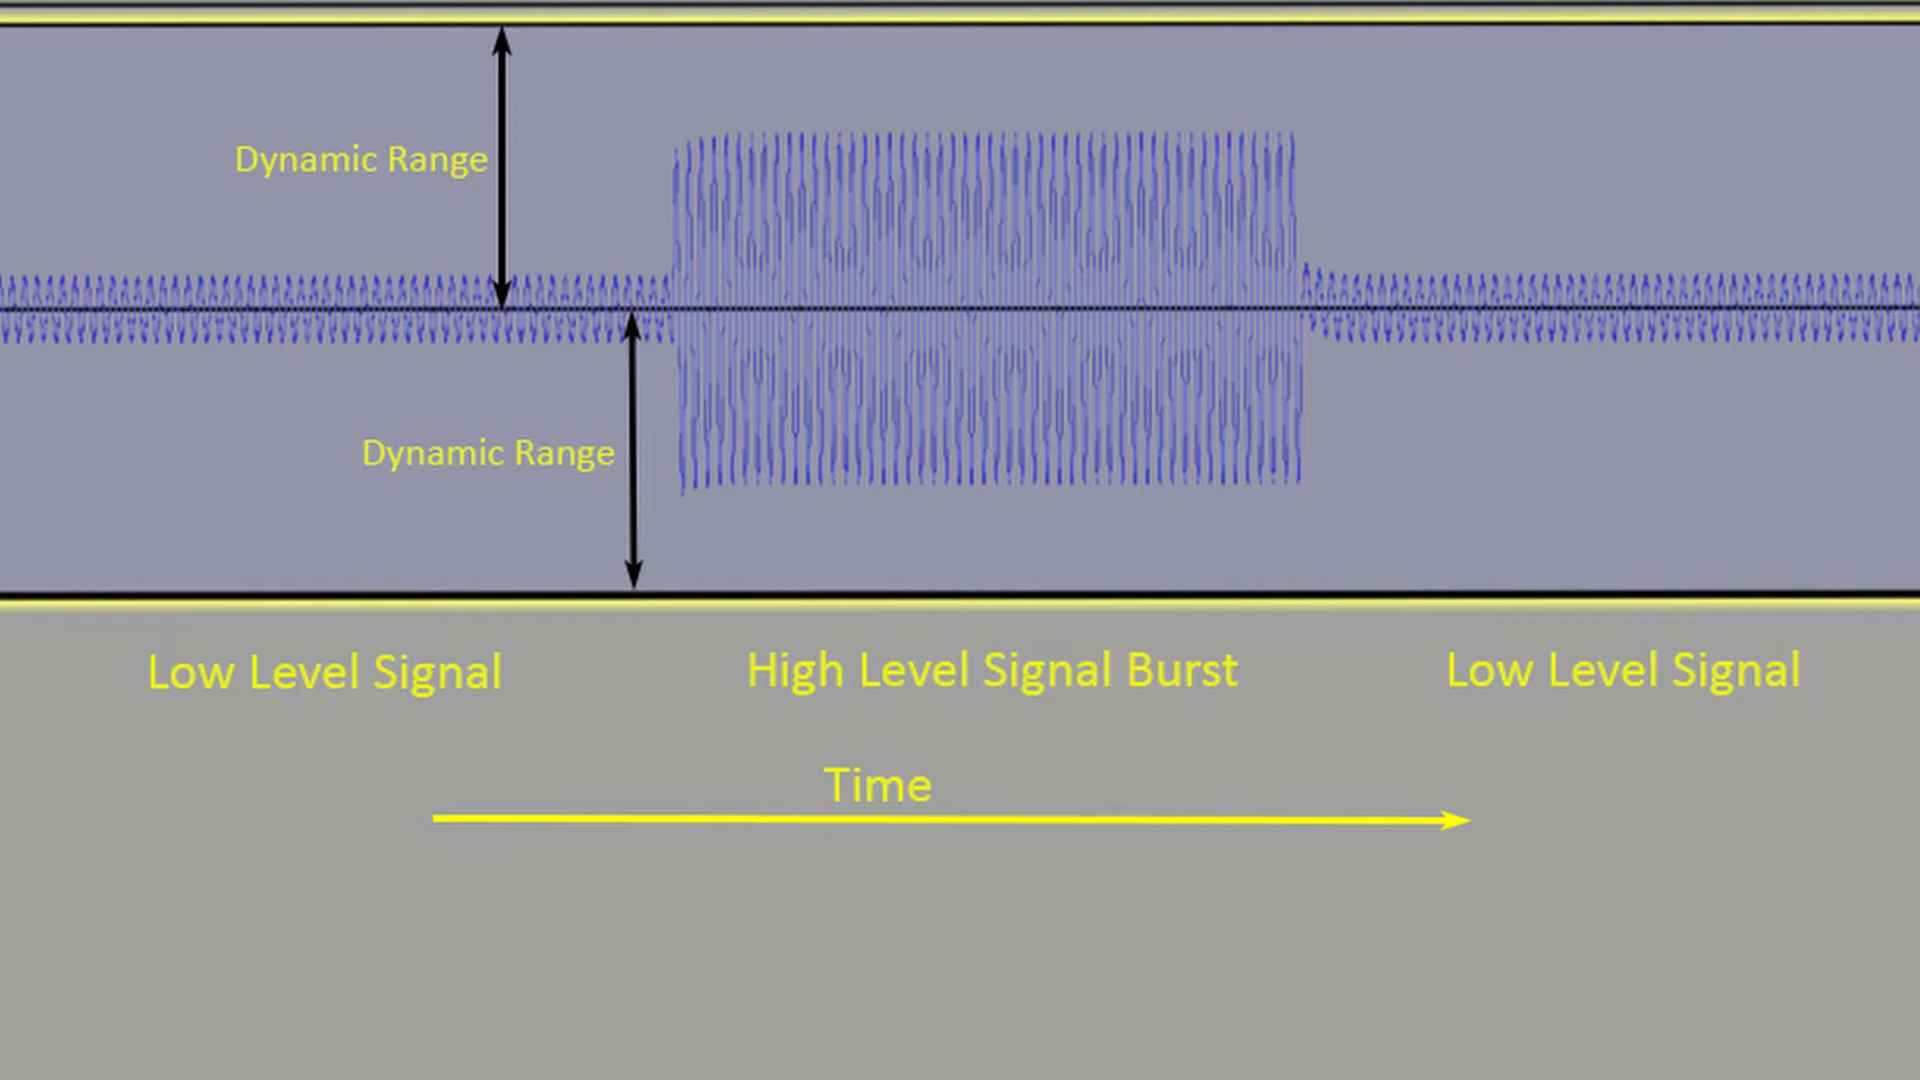 Dynamic Range
Dynamic Range
Low Level Signal
High Level Signal Burst
Low Level Signal
Time